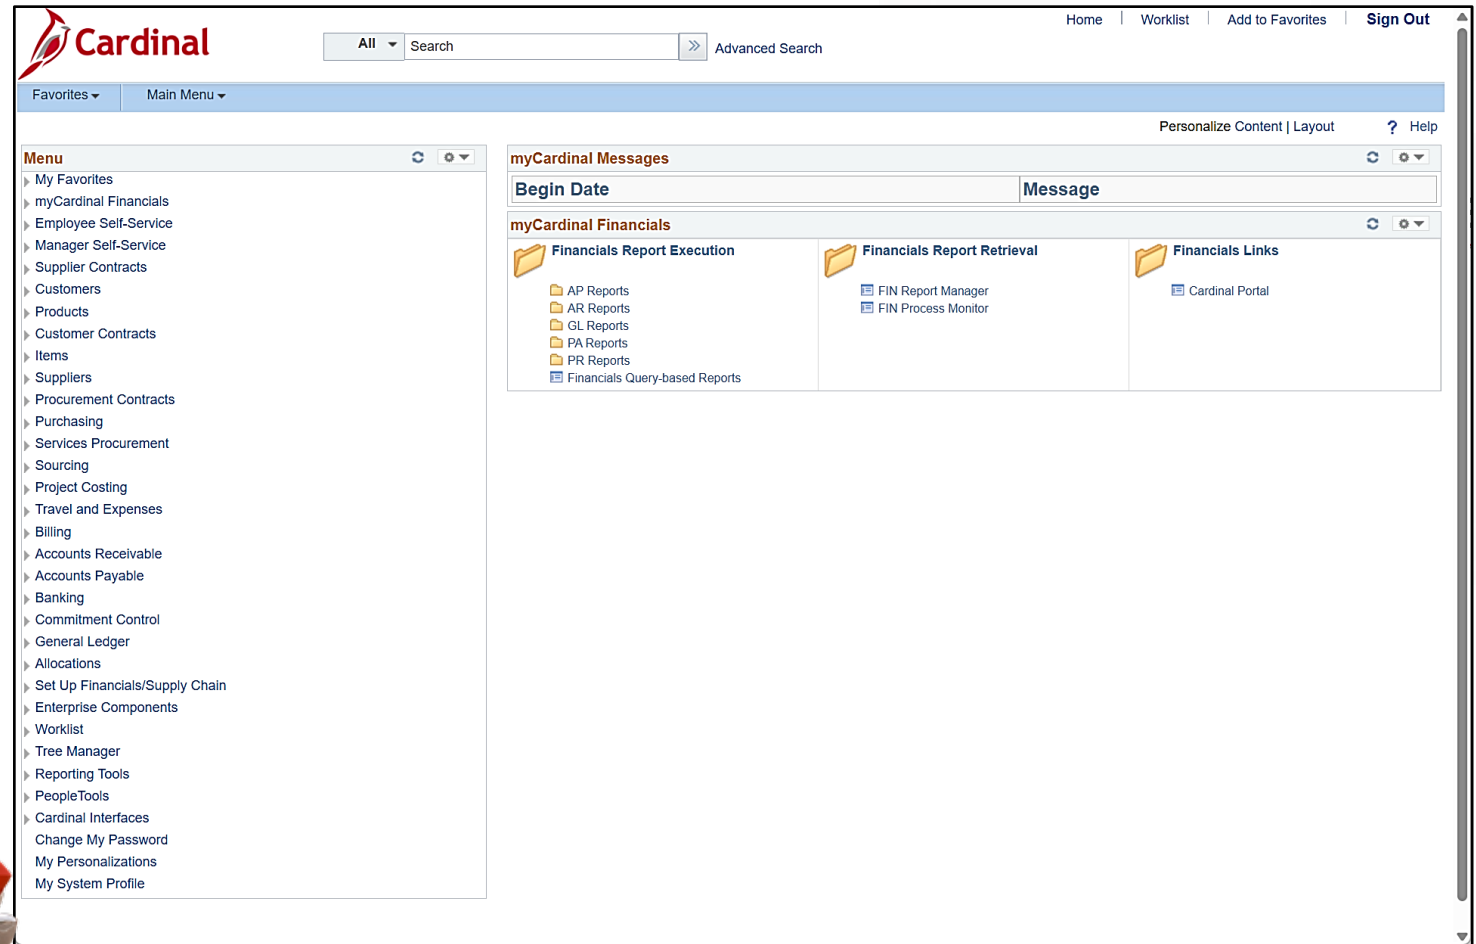 Cardinal
All Search Advanced Search
Home Worklist Add to Favorites Sign Out
Favorites Main Menu
Personalize Content | Layout ? Help
Menu
My Favorites
myCardinal Financials
Employee Self-Service
Manager Self-Service
Supplier Contracts
Customers
Products
Customer Contracts
Items
Suppliers
Procurement Contracts
Purchasing
Services Procurement
Sourcing
Project Costing
Travel and Expenses
Billing
Accounts Receivable
Accounts Payable
Banking
Commitment Control
General Ledger
Allocations
Set Up Financials/Supply Chain
Enterprise Components
Worklist
Tree Manager
Reporting Tools
PeopleTools
Cardinal Interfaces
Change My Password
My Personalizations
My System Profile
myCardinal Messages
Begin Date Message
myCardinal Financials
Financials Report Execution
AP Reports
AR Reports
GL Reports
PA Reports
PR Reports
Financials Query-based Reports
Financials Report Retrieval
FIN Report Manager
FIN Process Monitor
Financials Links
Cardinal Portal